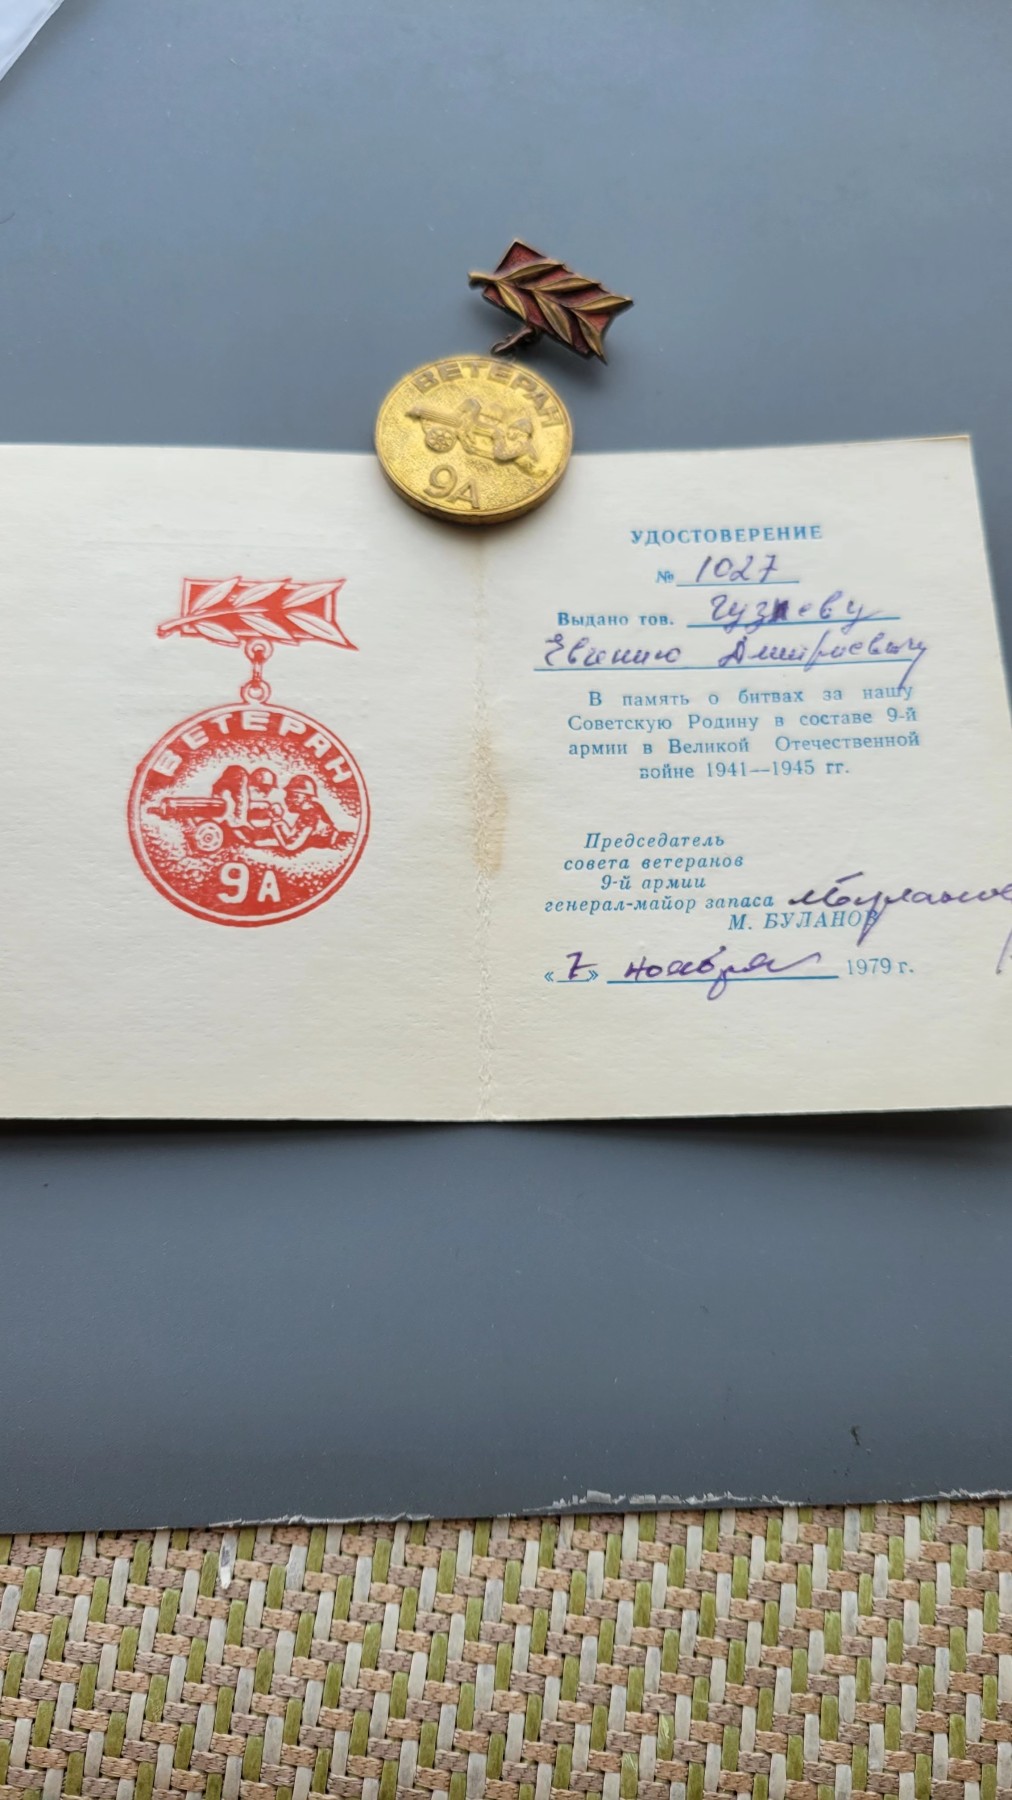 ВЕТЕРАН
9А
ВЕТЕРАН
9А
УДОСТОВЕРЕНИЕ
№ 1027
Выдано тов. Гузneву
Евгению Дмитриевичу
В память о битвах за нашу
Советскую Родину в составе 9-й
армии в Великой Отечественной
войне 1941—1945 гг.
Председатель
совета ветеранов
9-й армии
генерал-майор запаса МБуланов
М. БУЛАНОВ
«7» ноября 1979 г.